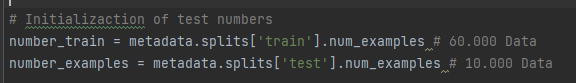 # Initializaction of test numbers
number_train = metadata.splits['train'].num_examples # 60.000 Data
number_examples = metadata.splits['test'].num_examples # 10.000 Data